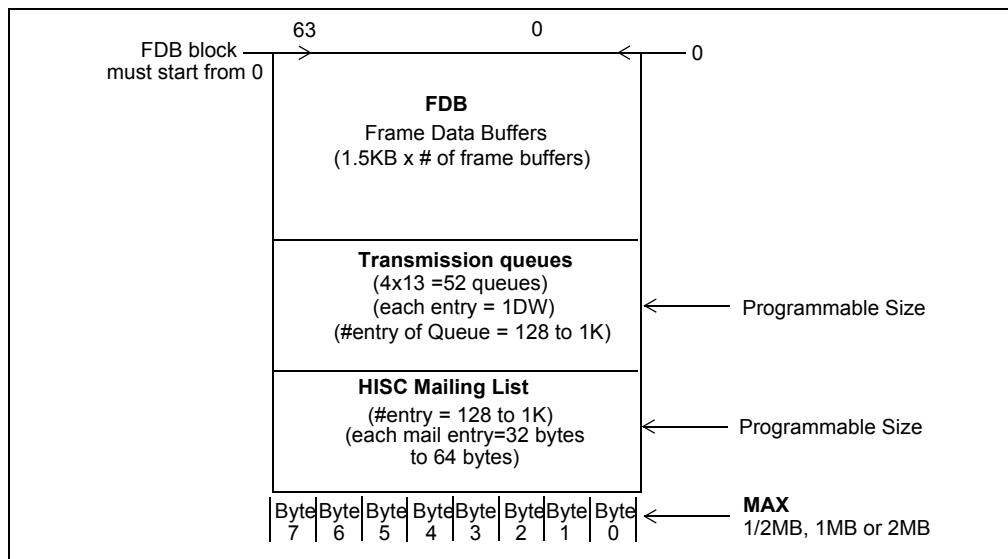 63 0
FDB block
must start from 0
0
FDB
Frame Data Buffers
(1.5KB x # of frame buffers)
Transmission queues
(4x13 =52 queues)
(each entry = 1DW)
(#entry of Queue = 128 to 1K)
Programmable Size
HISC Mailing List
(#entry = 128 to 1K)
(each mail entry=32 bytes
to 64 bytes)
Programmable Size
Byte Byte Byte Byte Byte Byte Byte Byte
7 6 5 4 3 2 1 0
MAX
1/2MB, 1MB or 2MB